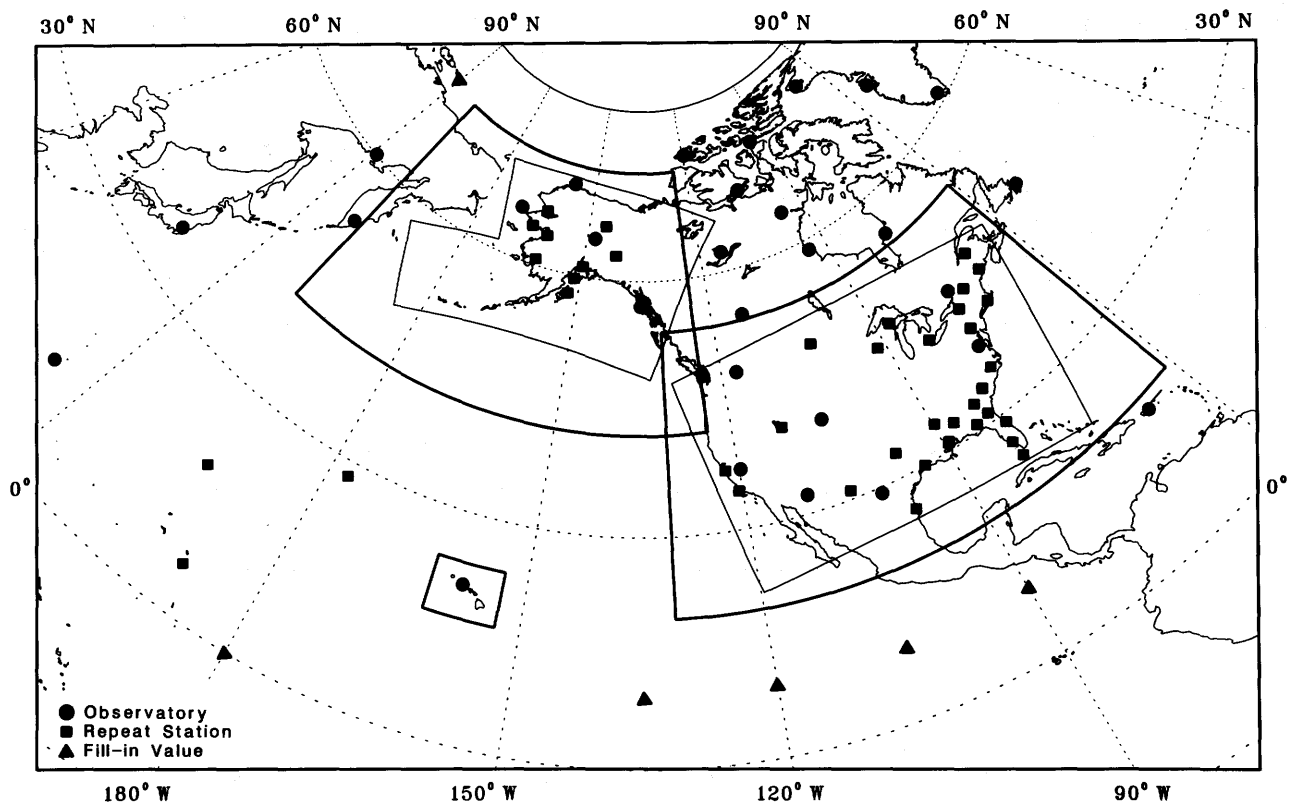 30° N 60° N 90° N 90° N 60° N 30° N
0° 0°
Observatory
Repeat Station
Fill-in Value
180° W 150° W 120° W 90° W